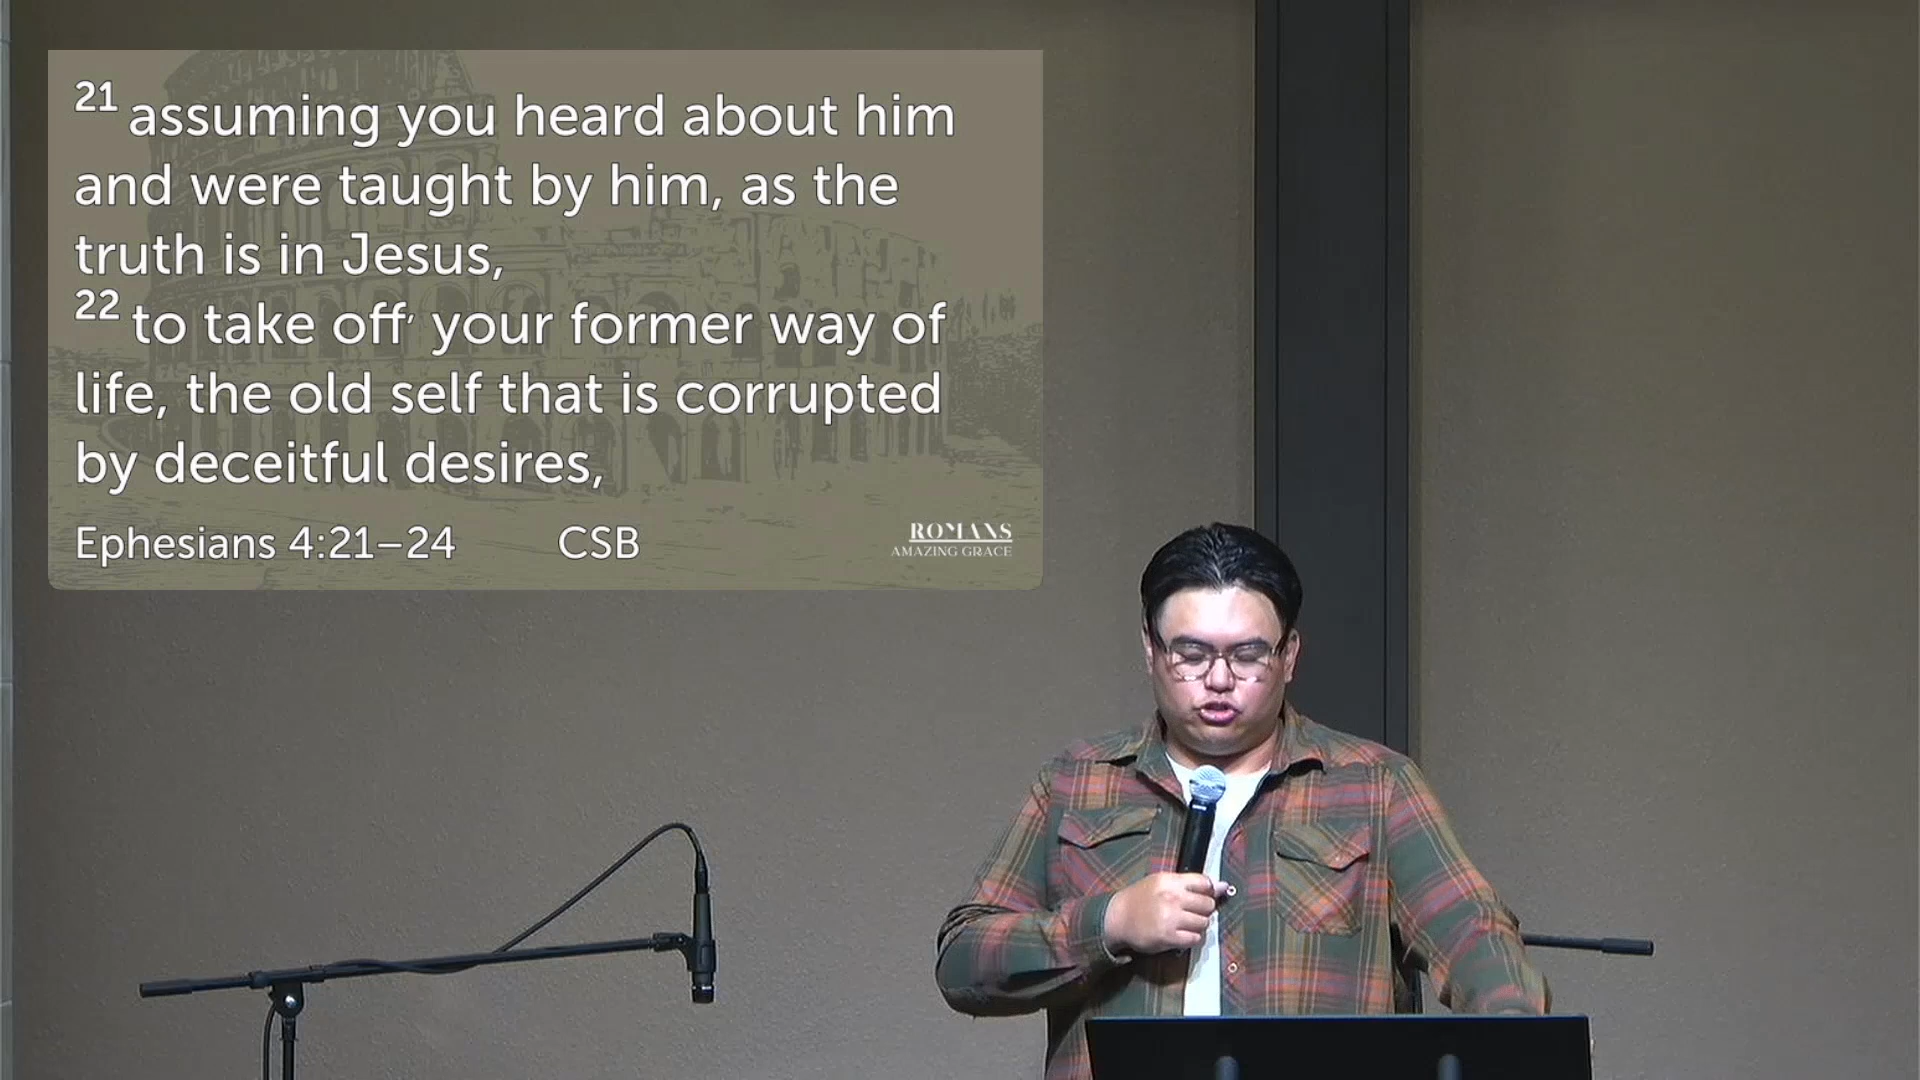 21 assuming you heard about him
and were taught by him, as the
truth is in Jesus,
22 to take off, your former way of
life, the old self that is corrupted
by deceitful desires,
Ephesians 4:21–24 CSB
ROMANS
AMAZING GRACE